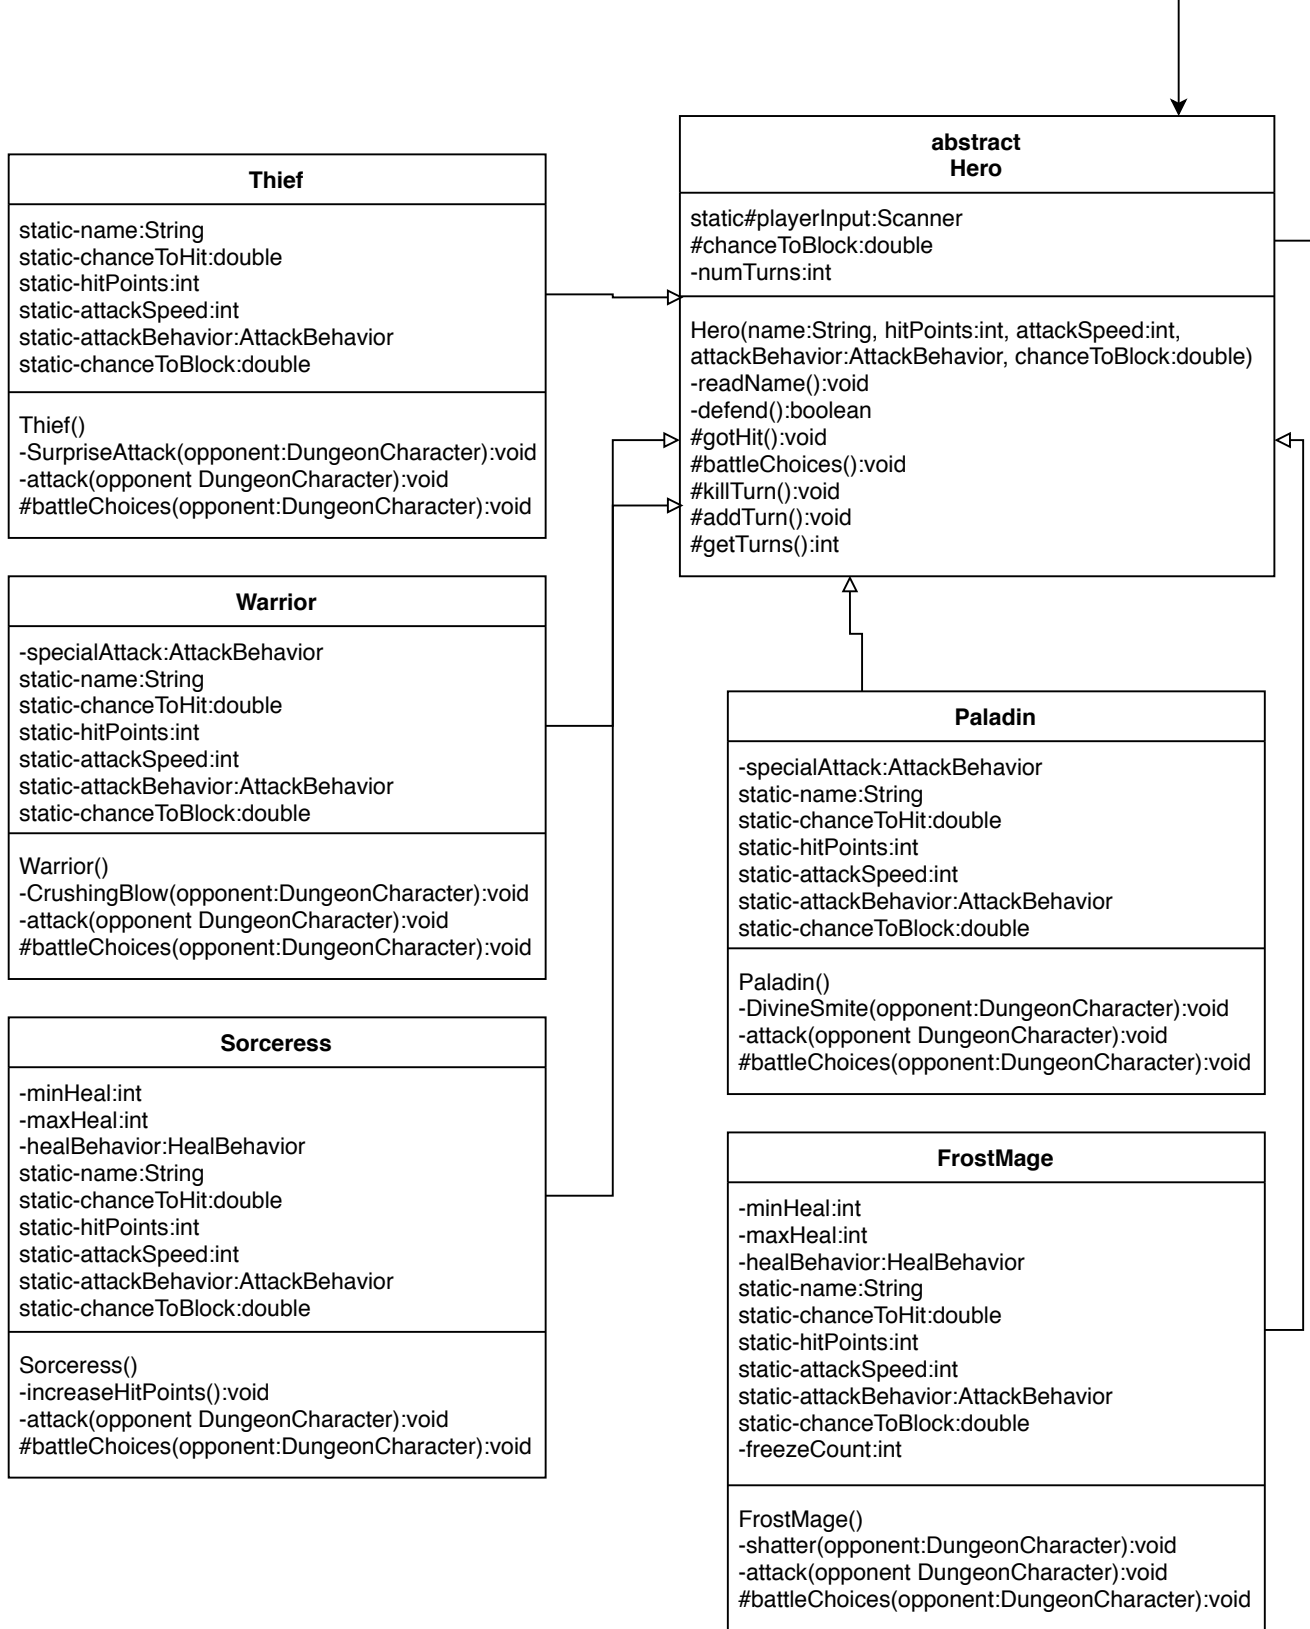 Thief
static-name:String
static-chanceToHit:double
static-hitPoints:int
static-attackSpeed:int
static-attackBehavior:AttackBehavior
static-chanceToBlock:double
Thief()
-SurpriseAttack(opponent:DungeonCharacter):void
-attack(opponent DungeonCharacter):void
#battleChoices(opponent:DungeonCharacter):void
Warrior
-specialAttack:AttackBehavior
static-name:String
static-chanceToHit:double
static-hitPoints:int
static-attackSpeed:int
static-attackBehavior:AttackBehavior
static-chanceToBlock:double
Warrior()
-CrushingBlow(opponent:DungeonCharacter):void
-attack(opponent DungeonCharacter):void
#battleChoices(opponent:DungeonCharacter):void
Sorceress
-minHeal:int
-maxHeal:int
-healBehavior:HealBehavior
static-name:String
static-chanceToHit:double
static-hitPoints:int
static-attackSpeed:int
static-attackBehavior:AttackBehavior
static-chanceToBlock:double
Sorceress()
-increaseHitPoints():void
-attack(opponent DungeonCharacter):void
#battleChoices(opponent:DungeonCharacter):void
abstract
Hero
static#playerInput:Scanner
#chanceToBlock:double
-numTurns:int
Hero(name:String, hitPoints:int, attackSpeed:int,
attackBehavior:AttackBehavior, chanceToBlock:double)
-readName():void
-defend():boolean
#gotHit():void
#battleChoices():void
#killTurn():void
#addTurn():void
#getTurns():int
Paladin
-specialAttack:AttackBehavior
static-name:String
static-chanceToHit:double
static-hitPoints:int
static-attackSpeed:int
static-attackBehavior:AttackBehavior
static-chanceToBlock:double
Paladin()
-DivineSmite(opponent:DungeonCharacter):void
-attack(opponent DungeonCharacter):void
#battleChoices(opponent:DungeonCharacter):void
FrostMage
-minHeal:int
-maxHeal:int
-healBehavior:HealBehavior
static-name:String
static-chanceToHit:double
static-hitPoints:int
static-attackSpeed:int
static-attackBehavior:AttackBehavior
static-chanceToBlock:double
-freezeCount:int
FrostMage()
-shatter(opponent:DungeonCharacter):void
-attack(opponent DungeonCharacter):void
#battleChoices(opponent:DungeonCharacter):void